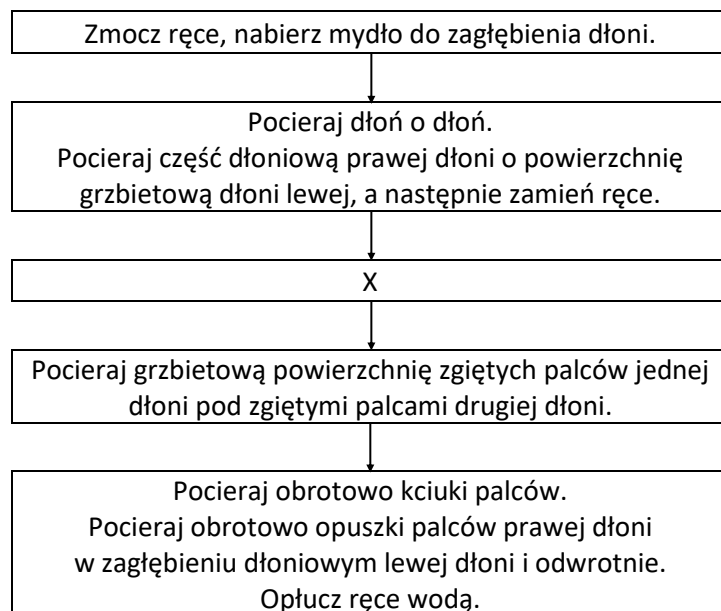 Zmocz ręce, nabierz mydło do zagłębienia dłoni.
Pocieraj dłoń o dłoń.
Pocieraj część dłoniową prawej dłoni o powierzchnię
grzbietową dłoni lewej, a następnie zamień ręce.
X
Pocieraj grzbietową powierzchnię zgiętych palców jednej
dłoni pod zgiętymi palcami drugiej dłoni.
Pocieraj obrotowo kciuki palców.
Pocieraj obrotowo opuszki palców prawej dłoni
w zagłębieniu dłoniowym lewej dłoni i odwrotnie.
Opłucz ręce wodą.